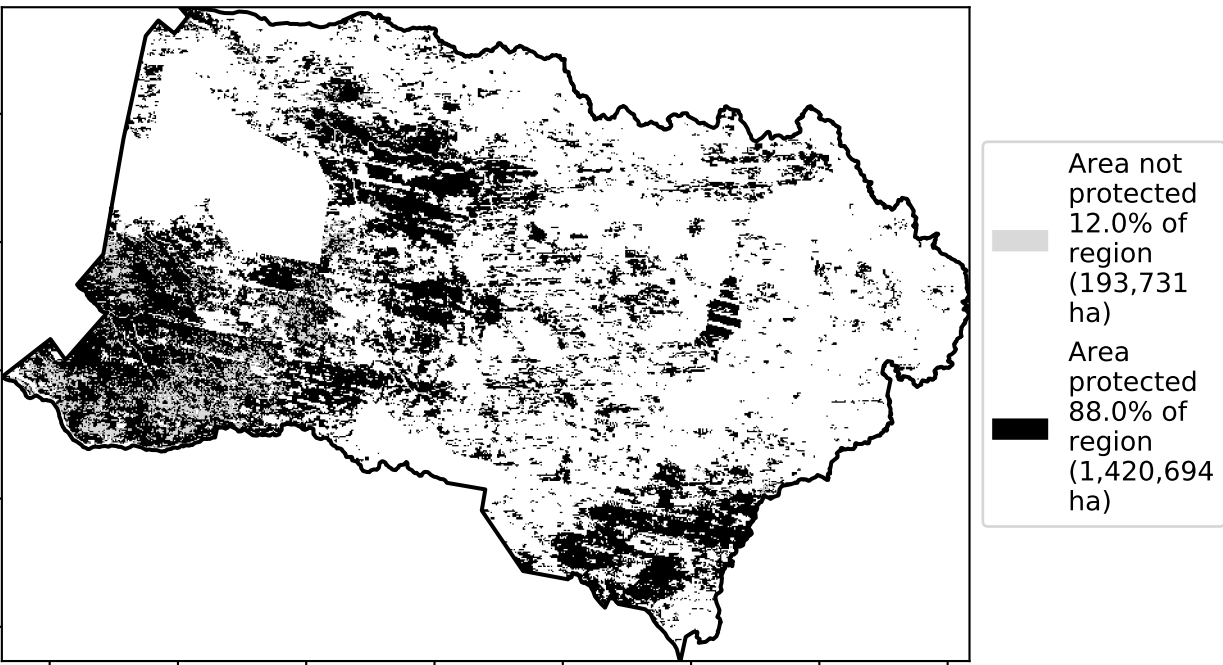 Area not
protected
12.0% of
region
(193,731
ha)
Area
protected
88.0% of
region
(1,420,694
ha)